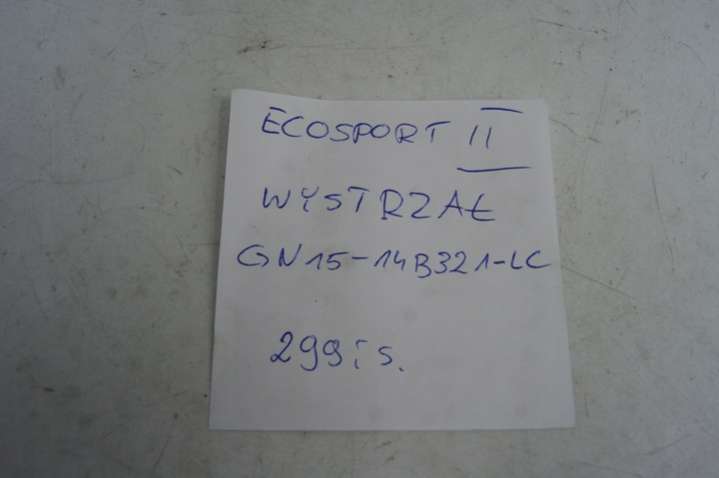 ECOSPORT II
WYSTRZAŁ
GN15-14B321-LC
299 i s.